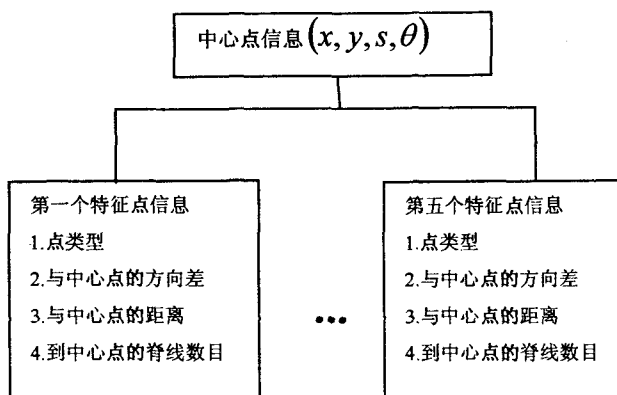 中心点信息(x, y, s, θ)
第一个特征点信息
1.点类型
2.与中心点的方向差
3.与中心点的距离
4.到中心点的脊线数目
•••
第五个特征点信息
1.点类型
2.与中心点的方向差
3.与中心点的距离
4.到中心点的脊线数目